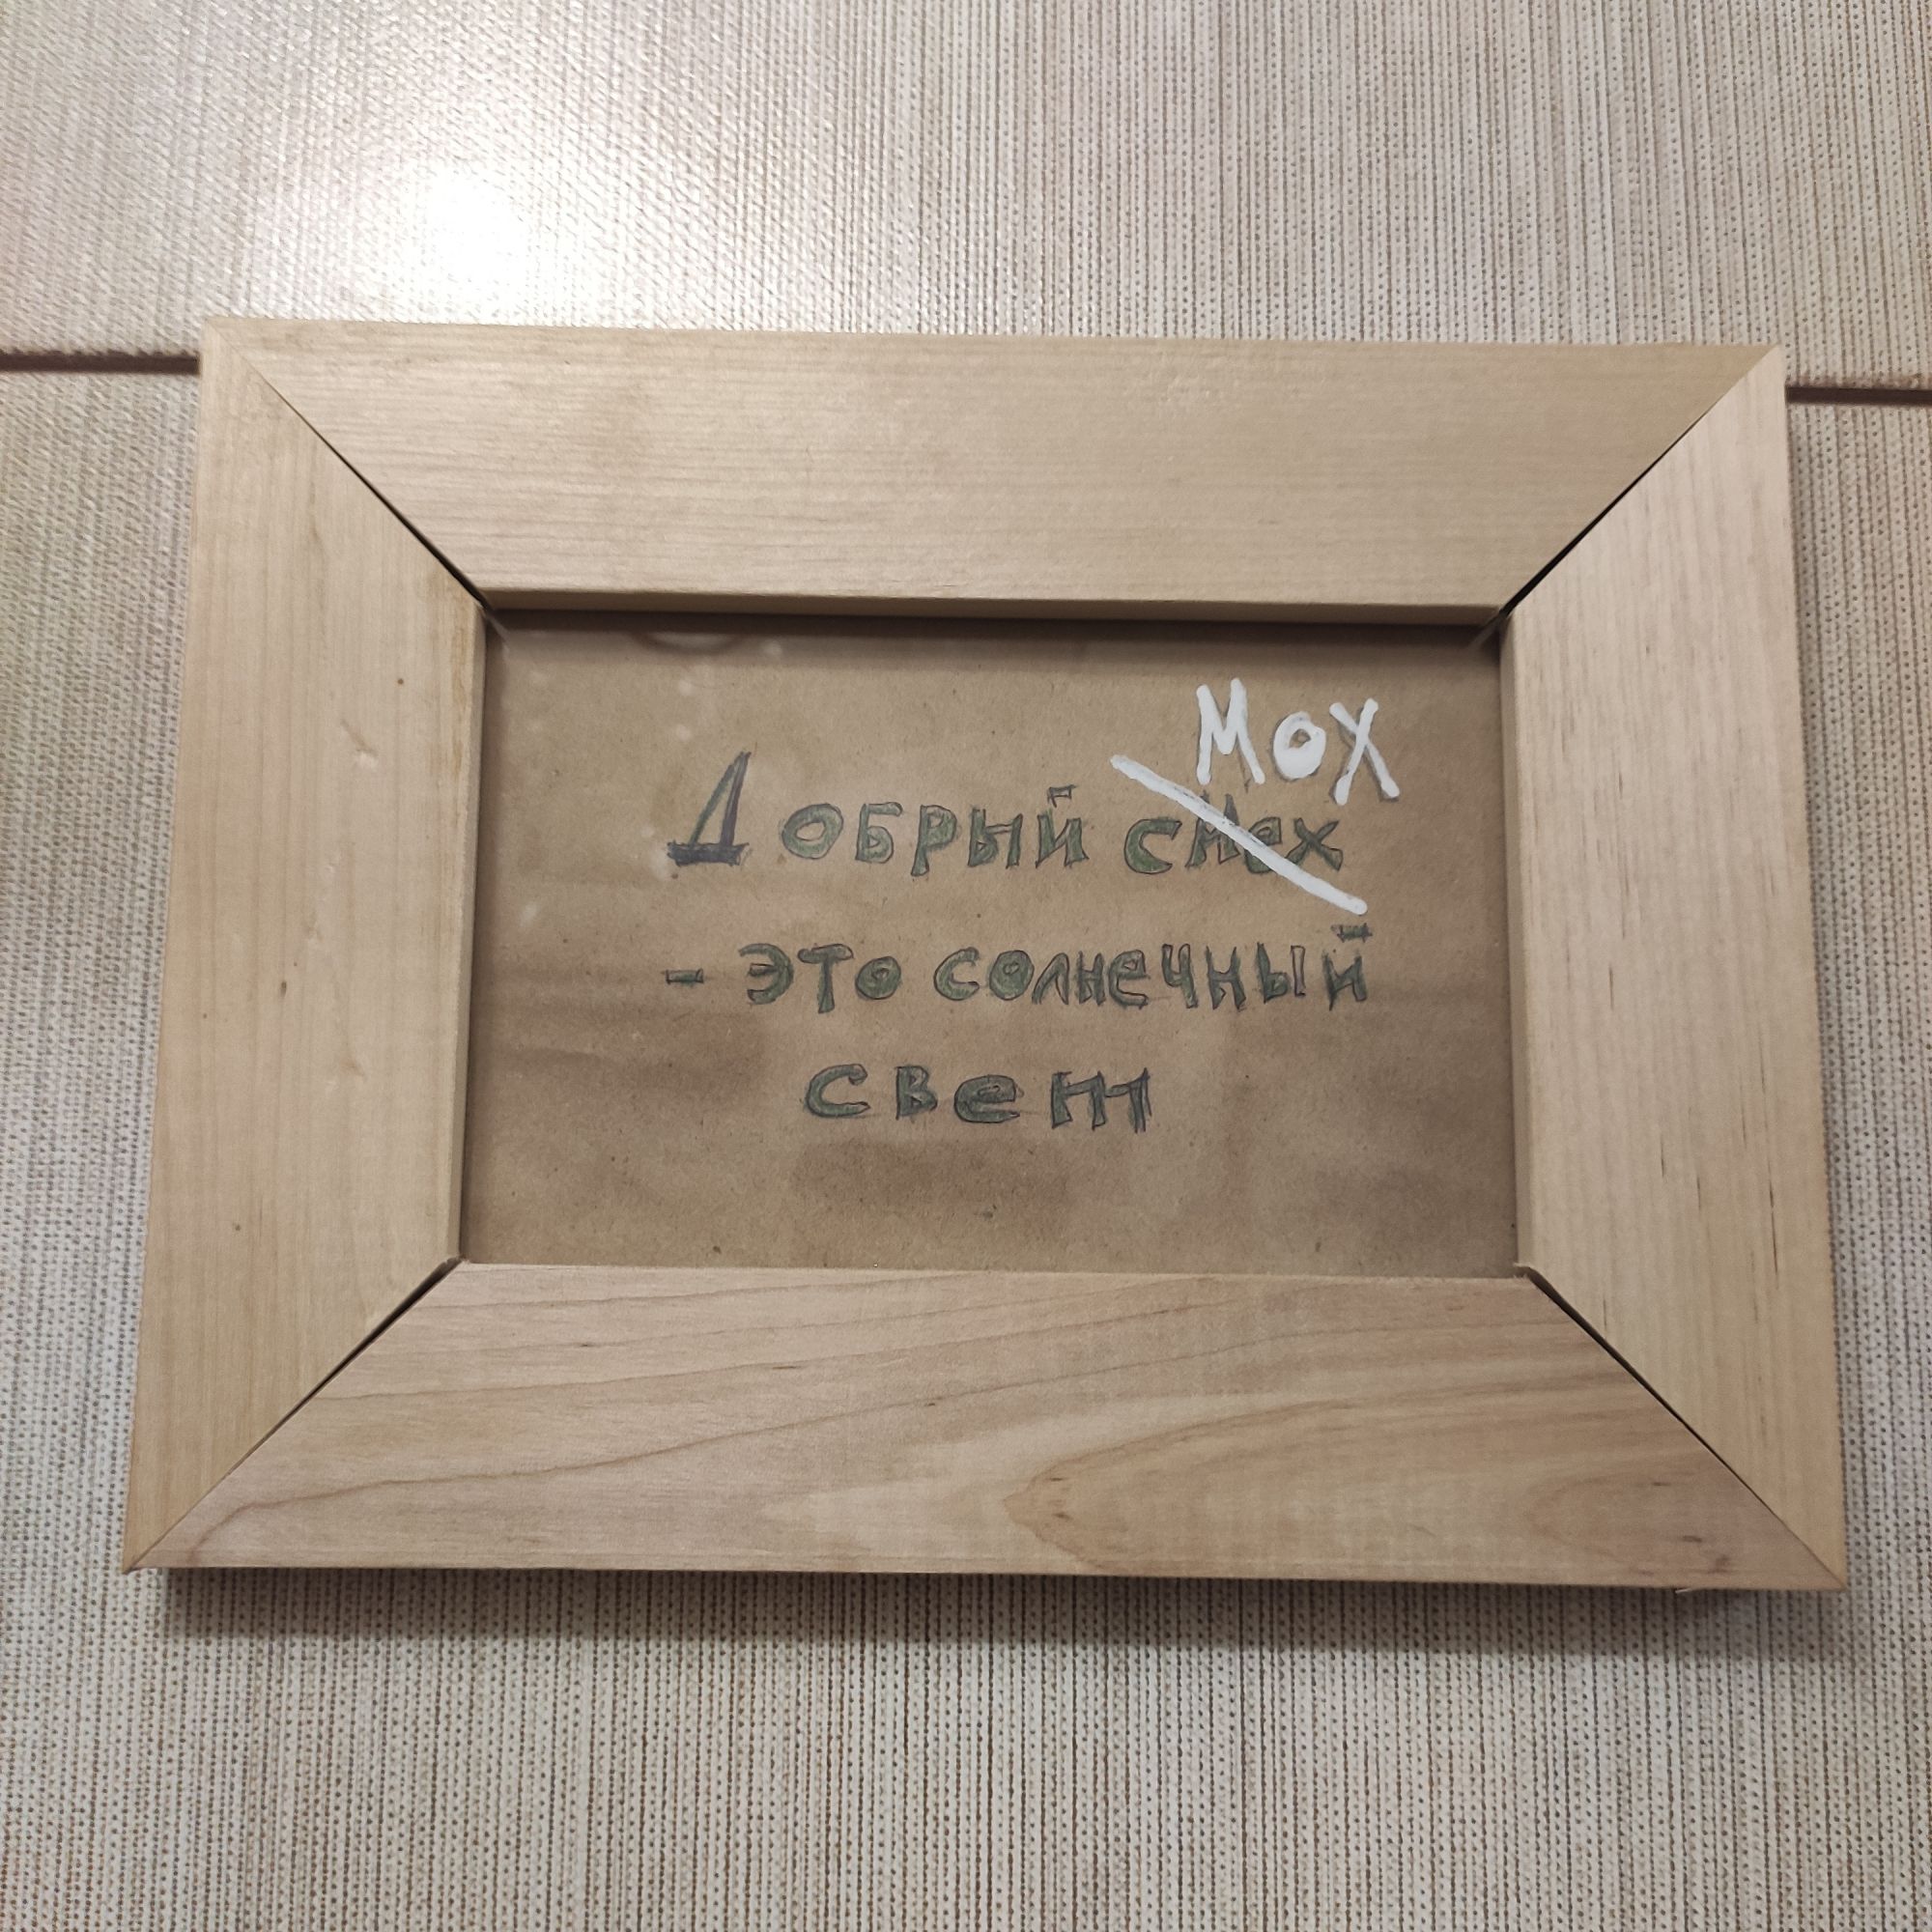 Мох
Добрый смех
- это солнечный
свет